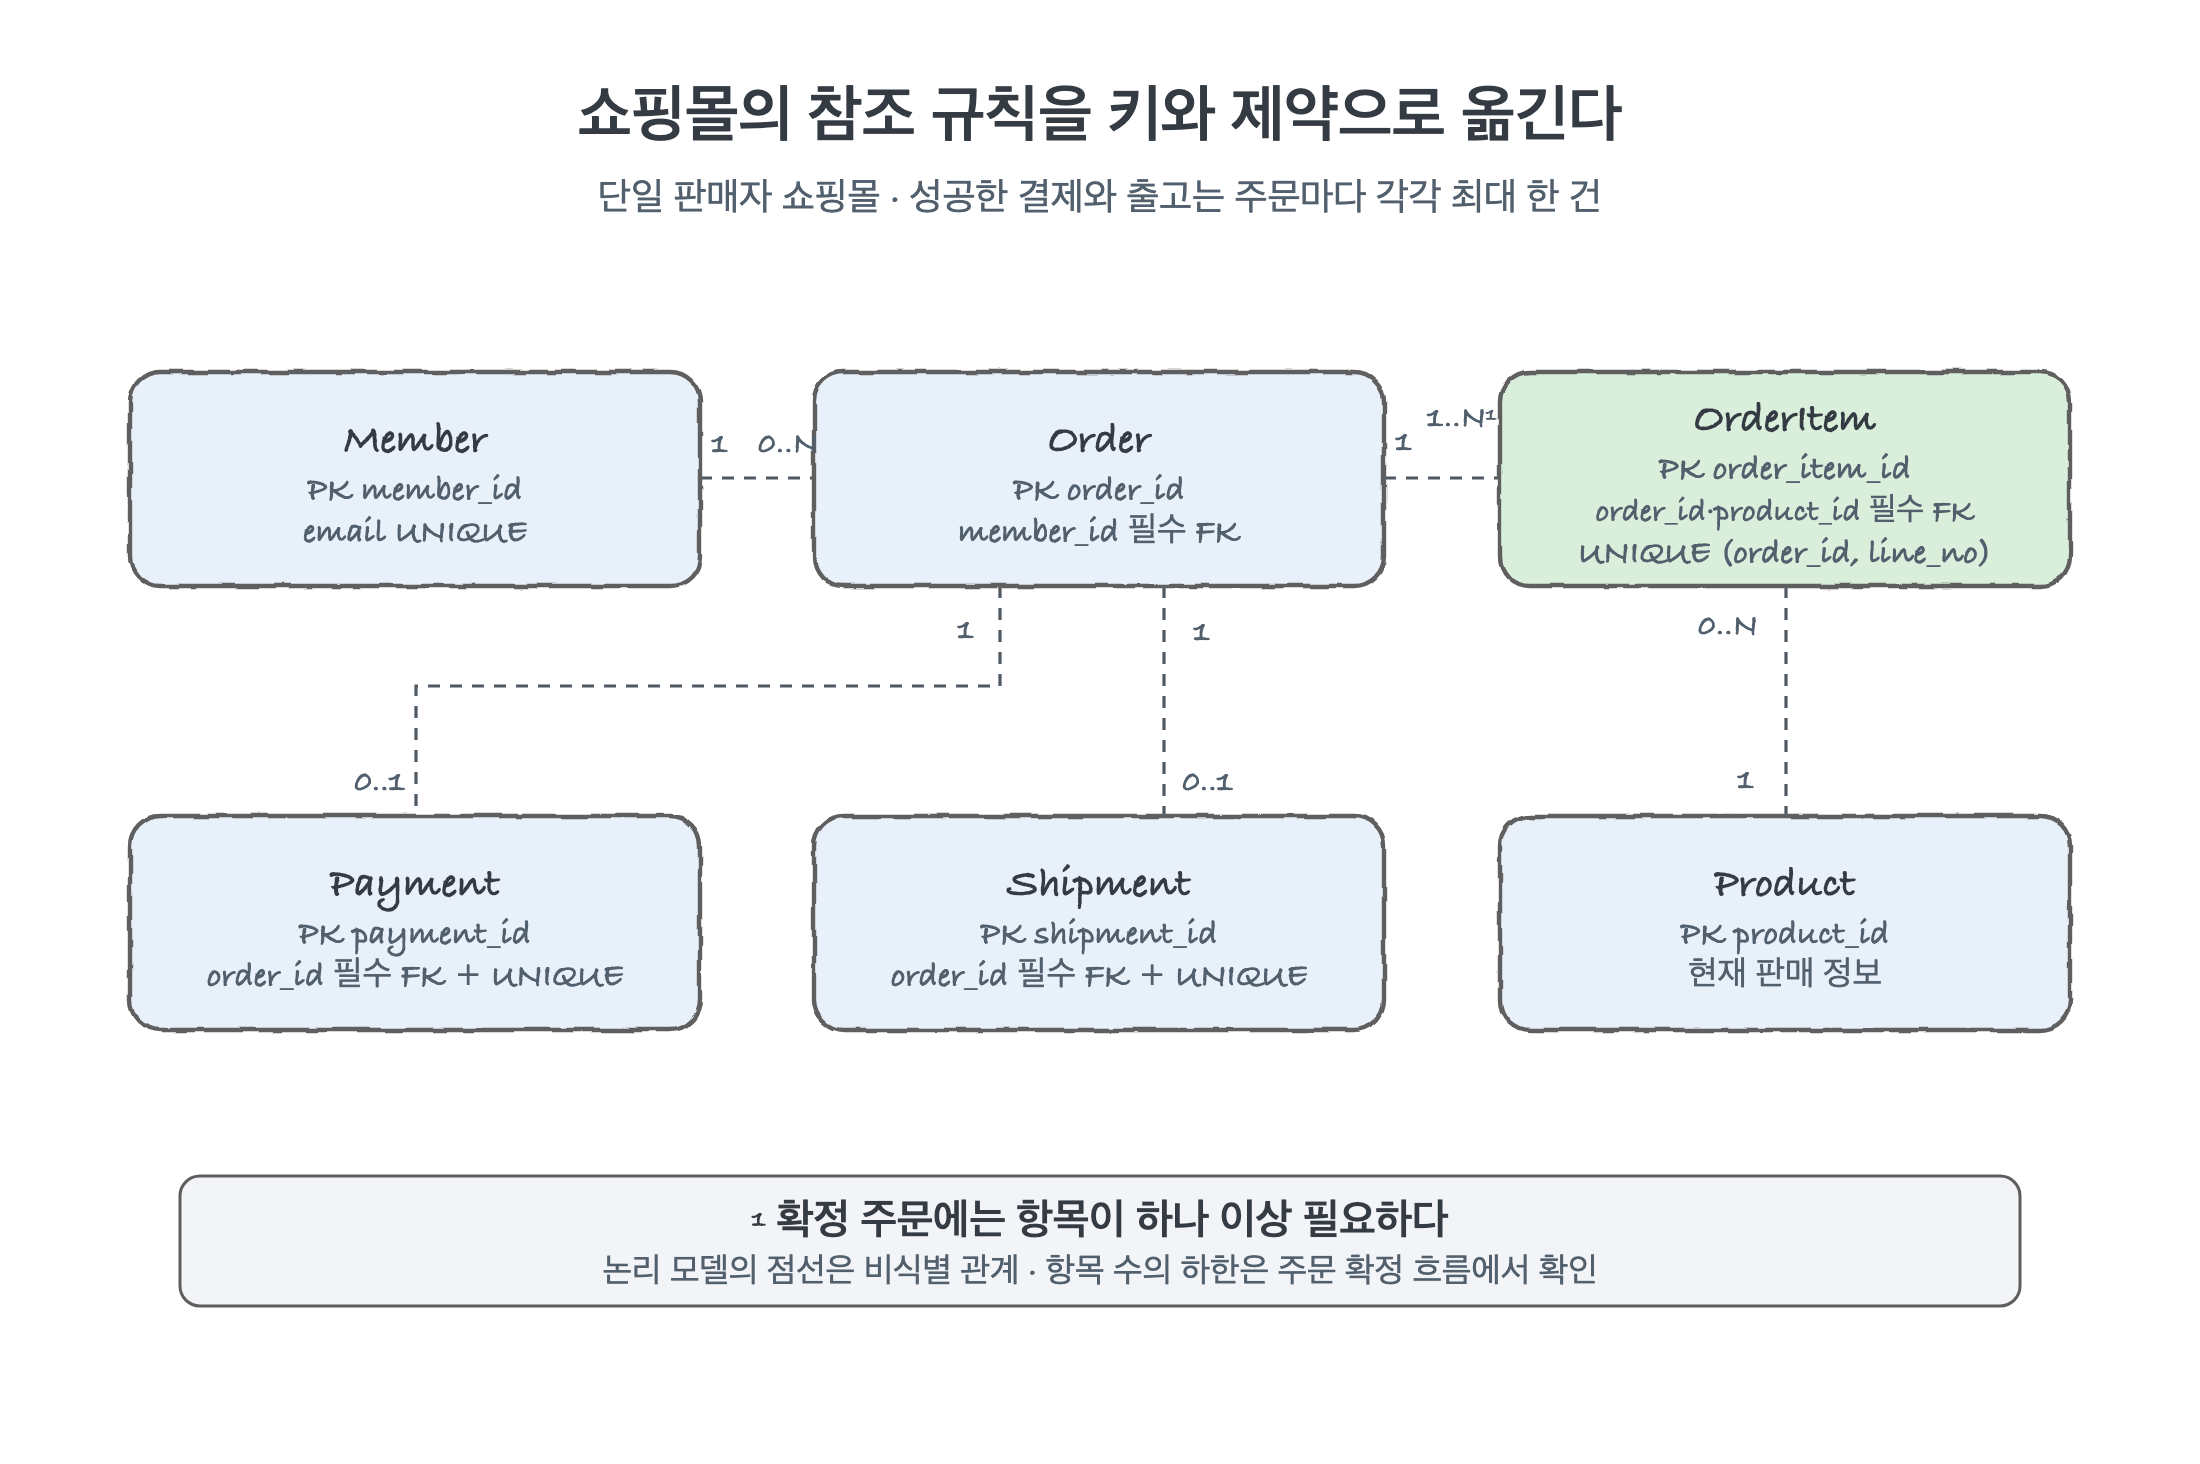 쇼핑몰의 참조 규칙을 키와 제약으로 옮긴다
단일 판매자 쇼핑몰 · 성공한 결제와 출고는 주문마다 각각 최대 한 건
Member
PK member_id
email UNIQUE
1
0..N
Order
PK order_id
member_id 필수 FK
1
1..N¹
OrderItem
PK order_item_id
order_id·product_id 필수 FK
UNIQUE (order_id, line_no)
1
1
0..N
0..1
0..1
1
Payment
PK payment_id
order_id 필수 FK + UNIQUE
Shipment
PK shipment_id
order_id 필수 FK + UNIQUE
Product
PK product_id
현재 판매 정보
¹ 확정 주문에는 항목이 하나 이상 필요하다
논리 모델의 점선은 비식별 관계 · 항목 수의 하한은 주문 확정 흐름에서 확인